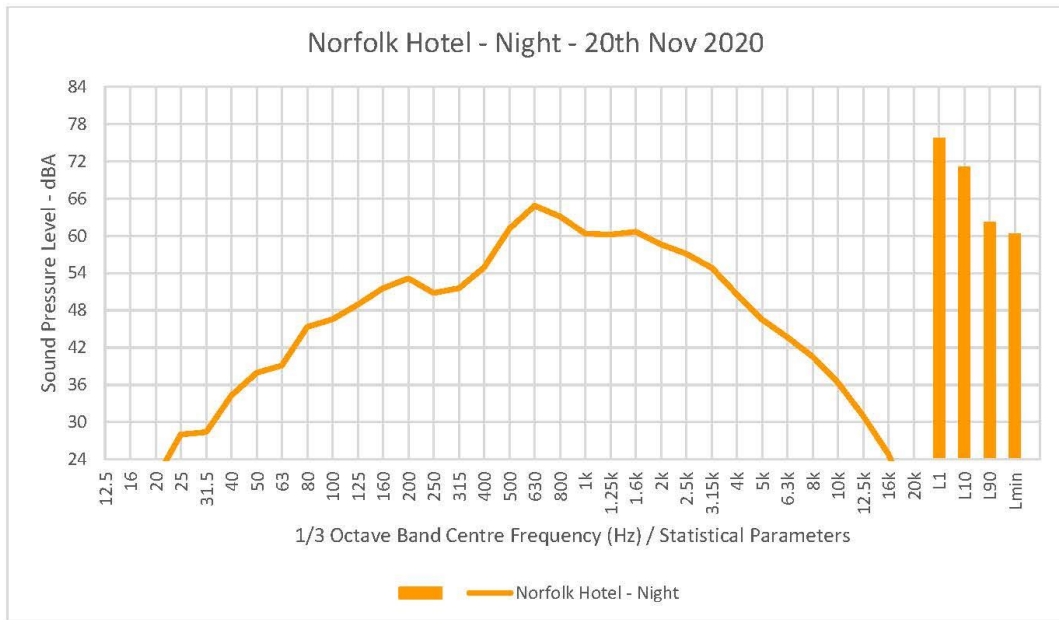 Norfolk Hotel - Night - 20th Nov 2020
Sound Pressure Level - dBA
84
78
72
66
60
54
48
42
36
30
24
12.5 16 20 25 31.5 40 50 63 80 100 125 160 200 250 315 400 500 630 800 1k 1.25k 1.6k 2k 2.5k 3.15k 4k 5k 6.3k 8k 10k 12.5k 16k 20k L1 L10 L90 Lmin
1/3 Octave Band Centre Frequency (Hz) / Statistical Parameters
Norfolk Hotel - Night